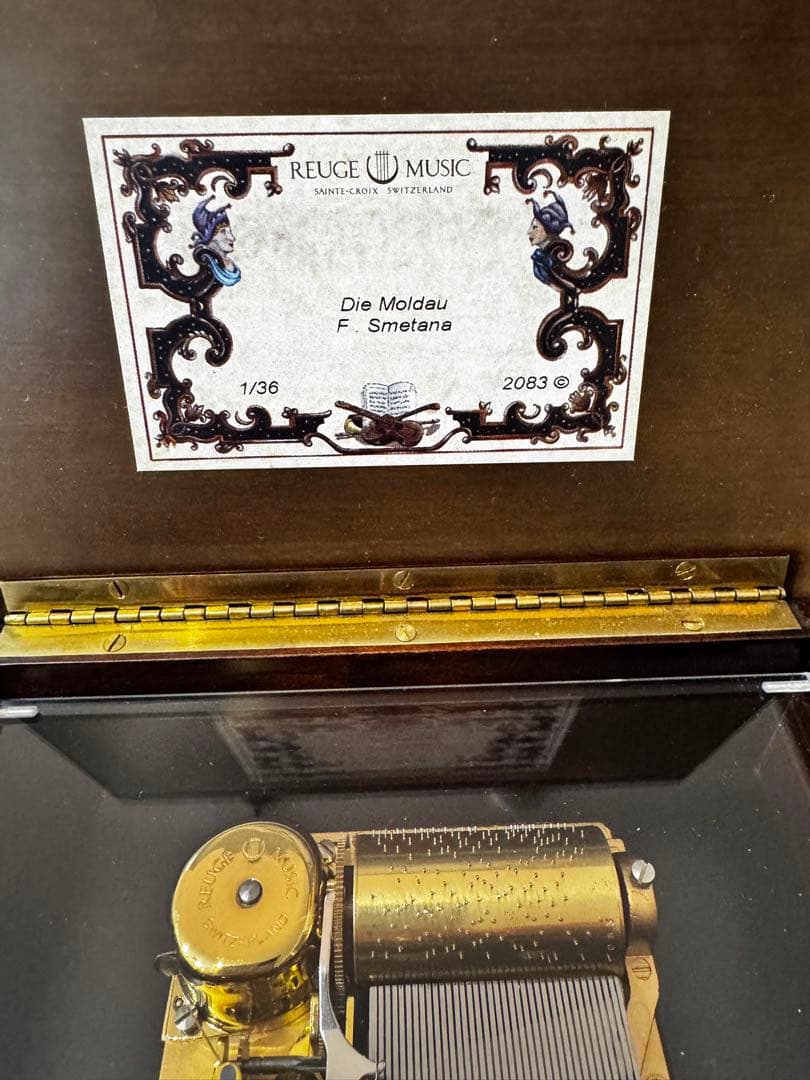 REUGE MUSIC
SAINTE-CROIX SWITZERLAND
Die Moldau
F . Smetana
1/36
2083 ©
REUGE MUSIC
SWITZERLAND